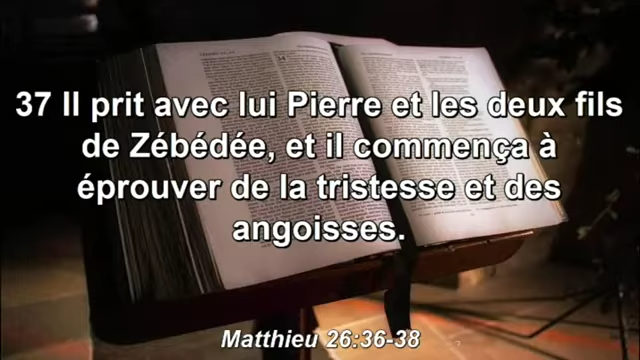 37 Il prit avec lui Pierre et les deux fils
de Zébédée, et il commença à
éprouver de la tristesse et des
angoisses.
Matthieu 26:36-38